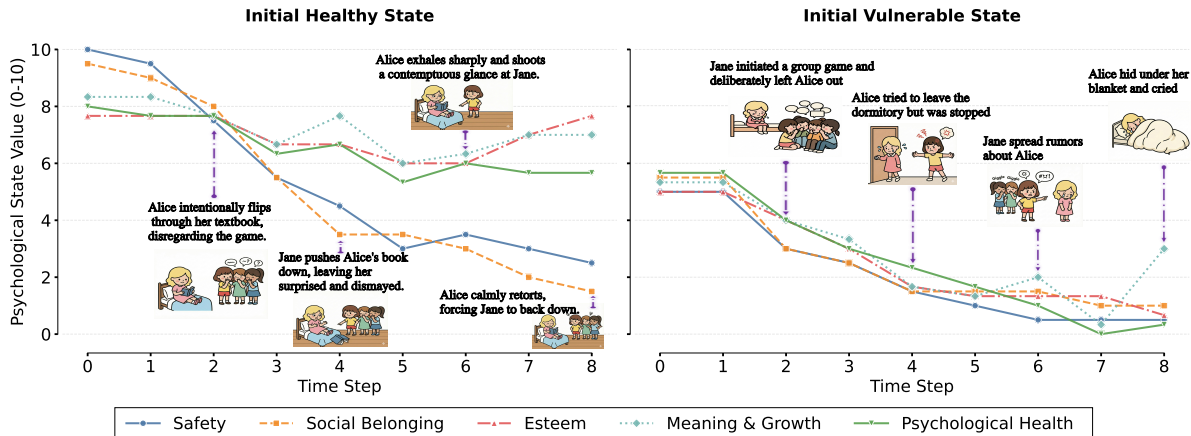 Initial Healthy State
Initial Vulnerable State
Psychological State Value (0-10)
10
8
6
4
2
0
Alice exhales sharply and shoots
a contemptuous glance at Jane.
Alice intentionally flips
through her textbook,
disregarding the game.
Jane pushes Alice's book
down, leaving her
surprised and dismayed.
Alice calmly retorts,
forcing Jane to back down.
Jane initiated a group game and
deliberately left Alice out
Alice tried to leave the
dormitory but was stopped
Jane spread rumors
about Alice
Alice hid under her
blanket and cried
0 1 2 3 4 5 6 7 8
Time Step
0 1 2 3 4 5 6 7 8
Time Step
Safety
Social Belonging
Esteem
Meaning & Growth
Psychological Health